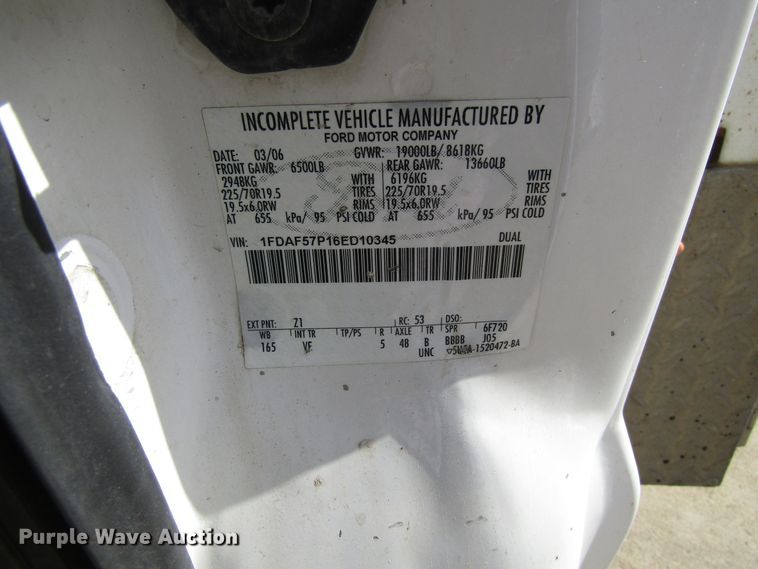 INCOMPLETE VEHICLE MANUFACTURED BY
FORD MOTOR COMPANY
DATE: 03/06 GVWR: 19000LB/ 8618KG
FRONT GAWR: 6500LB REAR GAWR: 13660LB
2948KG WITH 6196KG WITH
225/70R19.5 TIRES 225/70R19.5 TIRES
19.5x6.0RW RIMS 19.5x6.0RW RIMS
AT 655 kPa/ 95 PSI COLD AT 655 kPa/ 95 PSI COLD
VIN: 1FDAF57P16ED10345 DUAL
EXT PNT: Z1 RC: 53 DSO:
WB INT TR TP/PS R AXLE TR SPR 6F720
165 VF 5 48 B BBBB J05
UNC -1520472-BA
Purple Wave Auction